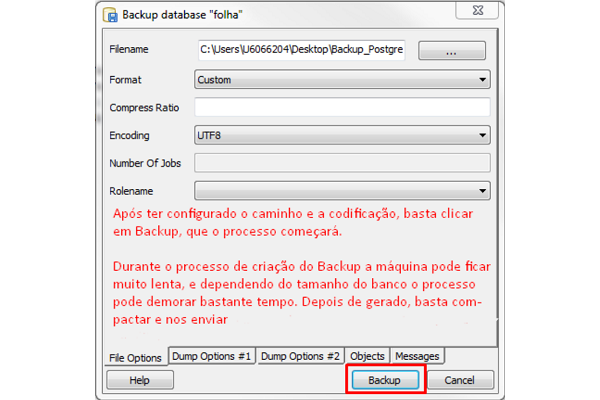 Backup database "folha"
Filename
C:\Users\U6066204\Desktop\Backup_Postgre
...
Format
Custom
Compress Ratio
Encoding
UTF8
Number Of Jobs
Rolename
Após ter configurado o caminho e a codificação, basta clicar
em Backup, que o processo começará.
Durante o processo de criação do Backup a máquina pode ficar
muito lenta, e dependendo do tamanho do banco o processo
pode demorar bastante tempo. Depois de gerado, basta com-
pactar e nos enviar
File Options
Dump Options #1
Dump Options #2
Objects
Messages
Help
Backup
Cancel